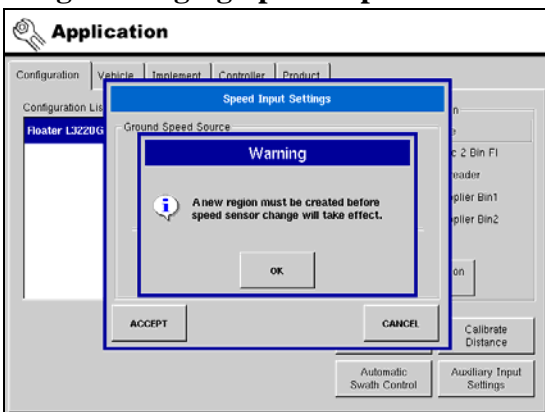 Application
Configuration Vehicle Implement Controller Product
Configuration Lis
Floater L3220G
Speed Input Settings
Ground Speed Source
Warning
A new region must be created before
speed sensor change will take effect.
OK
ACCEPT
CANCEL
c 2 Bin Fl
reader
plier Bin1
plier Bin2
on
Calibrate
Distance
Automatic
Swath Control
Auxiliary Input
Settings